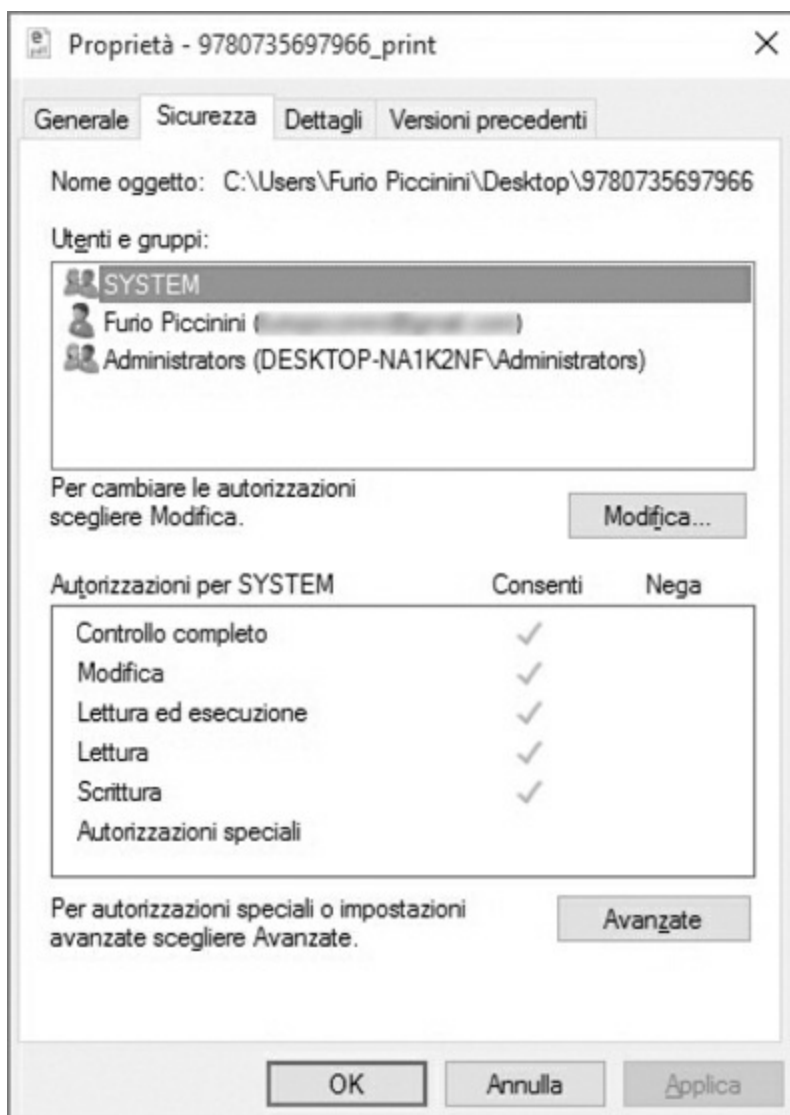 Proprietà - 9780735697966_print
Generale Sicurezza Dettagli Versioni precedenti
Nome oggetto: C:\Users\Furio Piccinini\Desktop\9780735697966
Utenti e gruppi:
SYSTEM
Furio Piccinini ( )
Administrators (DESKTOP-NA1K2NF\Administrators)
Per cambiare le autorizzazioni
scegliere Modifica.
Modifica...
Autorizzazioni per SYSTEM Consenti Nega
Controllo completo
Modifica
Lettura ed esecuzione
Lettura
Scrittura
Autorizzazioni speciali
Per autorizzazioni speciali o impostazioni
avanzate scegliere Avanzate.
Avanzate
OK Annulla Applica